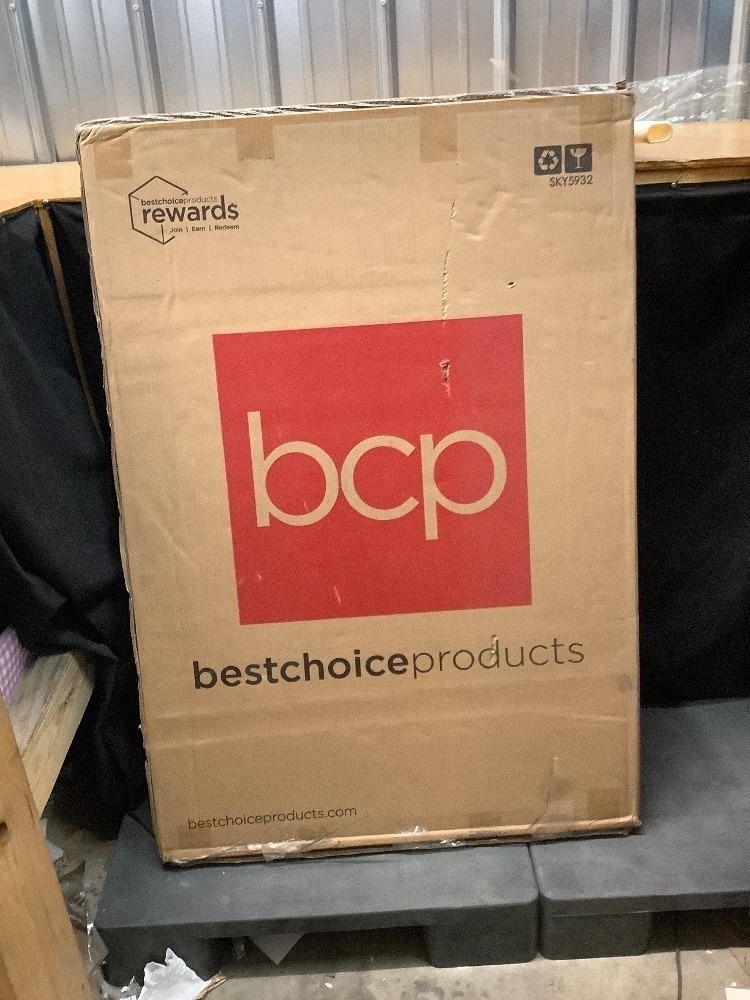 bestchoiceproducts
rewards
Join | Earn | Redeem
SKY5932
bcp
bestchoiceproducts
bestchoiceproducts.com